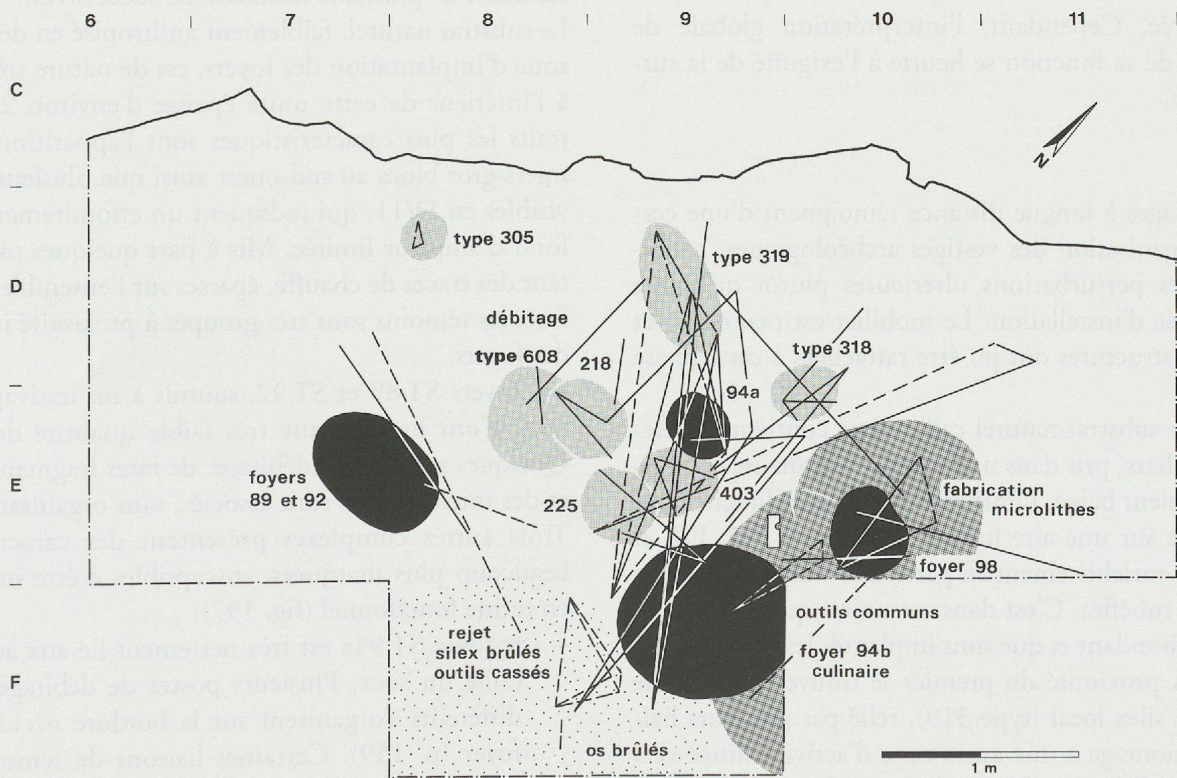 6 7 8 9 10 11
C
N
D
E
F
type 305
type 319
débitage
type 608
218
type 318
94a
foyers
89 et 92
225
403
fabrication
microlithes
foyer 98
outils communs
foyer 94b
culinaire
rejet
silex brûlés
outils cassés
os brûlés
1 m